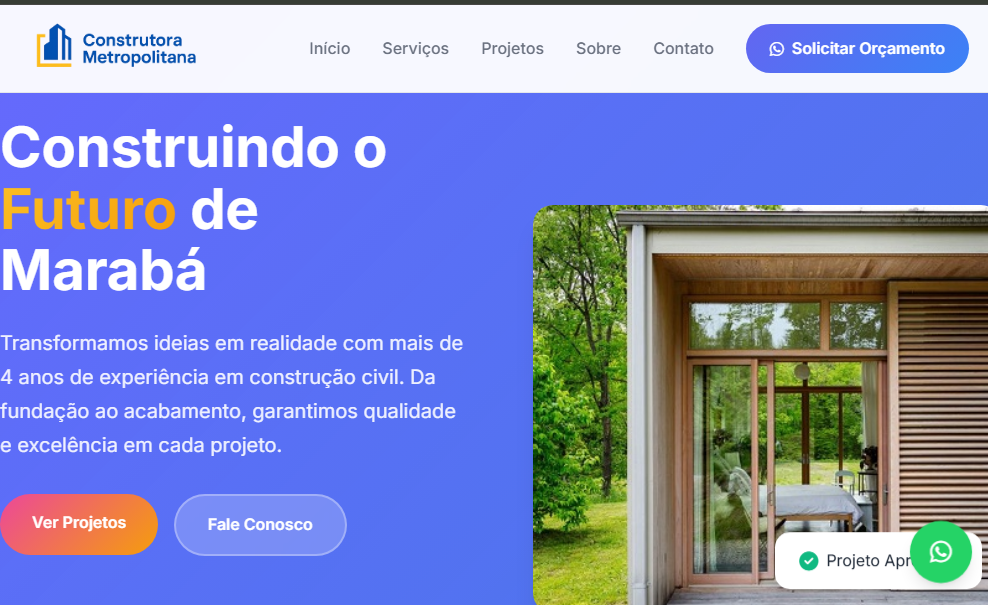 Construtora
Metropolitana
Início
Serviços
Projetos
Sobre
Contato
Solicitar Orçamento
Construindo o
Futuro de
Marabá
Transformamos ideias em realidade com mais de
4 anos de experiência em construção civil. Da
fundação ao acabamento, garantimos qualidade
e excelência em cada projeto.
Ver Projetos
Fale Conosco
Projeto